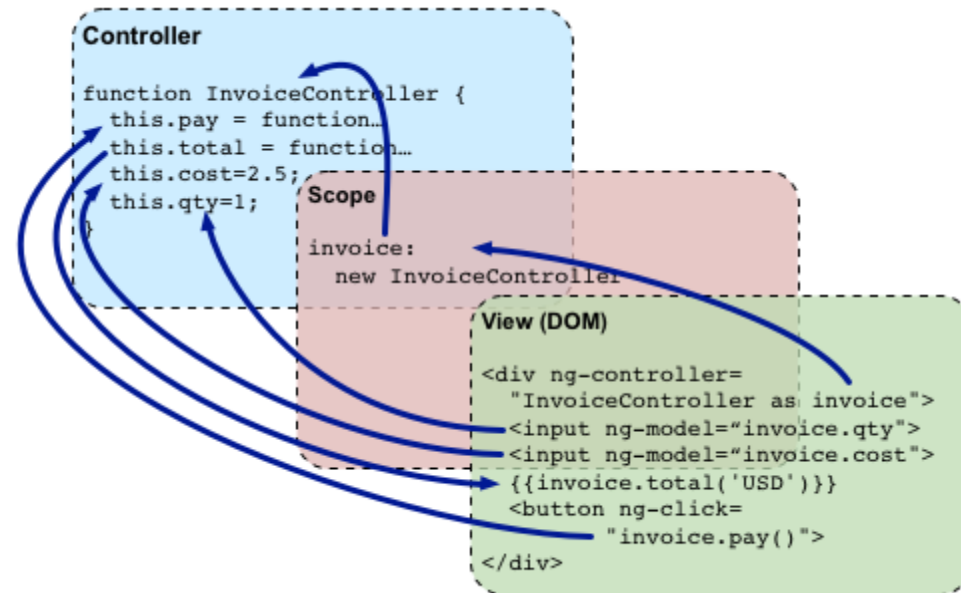 Controller
function InvoiceController {
  this.pay = function…
  this.total = function…
  this.cost=2.5;
  this.qty=1;
}
Scope
invoice:
  new InvoiceController
View (DOM)
<div ng-controller=
  "InvoiceController as invoice">
  <input ng-model=“invoice.qty">
  <input ng-model=“invoice.cost">
  {{invoice.total('USD')}}
  <button ng-click=
         "invoice.pay()">
</div>